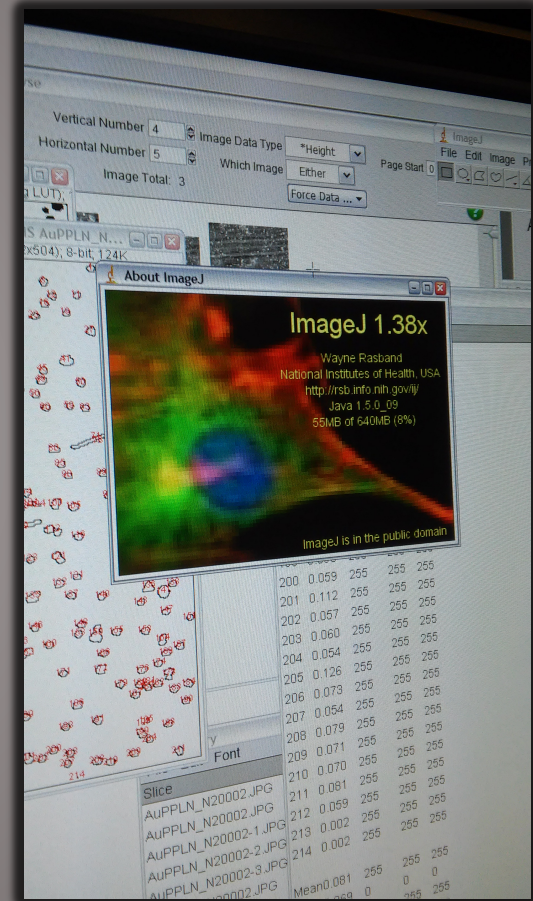 Vertical Number 4
Horizontal Number 5
Image Total: 3
Image Data Type *Height
Which Image Either
Force Data ...
Page Start 0
ImageJ
File Edit Image
LUT);
AuPPLN_N...
x504), 8-bit, 124K
About ImageJ
ImageJ 1.38x
Wayne Rasband
National Institutes of Health, USA
http://rsb.info.nih.gov/ij/
Java 1.5.0_09
55MB of 640MB (8%)
ImageJ is in the public domain
200 0.059 255 255 255
201 0.112 255 255 255
202 0.057 255 255 255
203 0.060 255 255 255
204 0.054 255 255 255
205 0.126 255 255 255
206 0.073 255 255 255
207 0.054 255 255 255
208 0.079 255 255 255
209 0.071 255 255 255
210 0.070 255 255 255
211 0.081 255 255 255
212 0.059 255 255 255
213 0.002 255 255 255
214 0.002 255 255 255
Mean 0.081 255 255 255
214
Font
Slice
AuPPLN_N20002.JPG
AuPPLN_N20002.JPG
AuPPLN_N20002-1.JPG
AuPPLN_N20002-2.JPG
AuPPLN_N20002-3.JPG